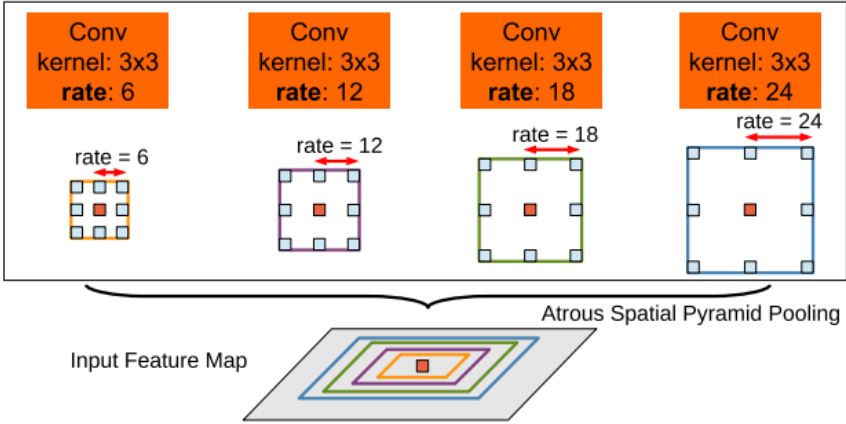 Conv
kernel: 3x3
rate: 6
Conv
kernel: 3x3
rate: 12
Conv
kernel: 3x3
rate: 18
Conv
kernel: 3x3
rate: 24
rate = 6
rate = 12
rate = 18
rate = 24
Atrous Spatial Pyramid Pooling
Input Feature Map